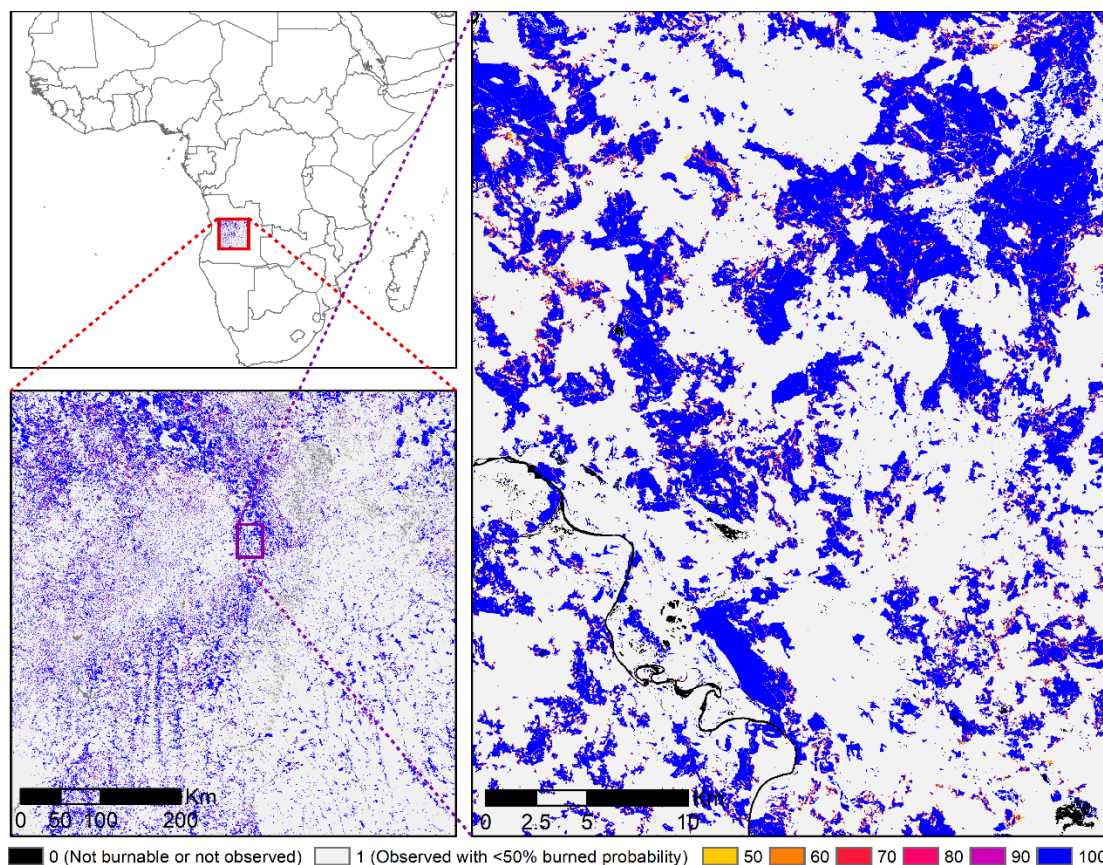 Km
0 50 100 200
Km
0 2.5 5 10
0 (Not burnable or not observed) 1 (Observed with <50% burned probability) 50 60 70 80 90 100